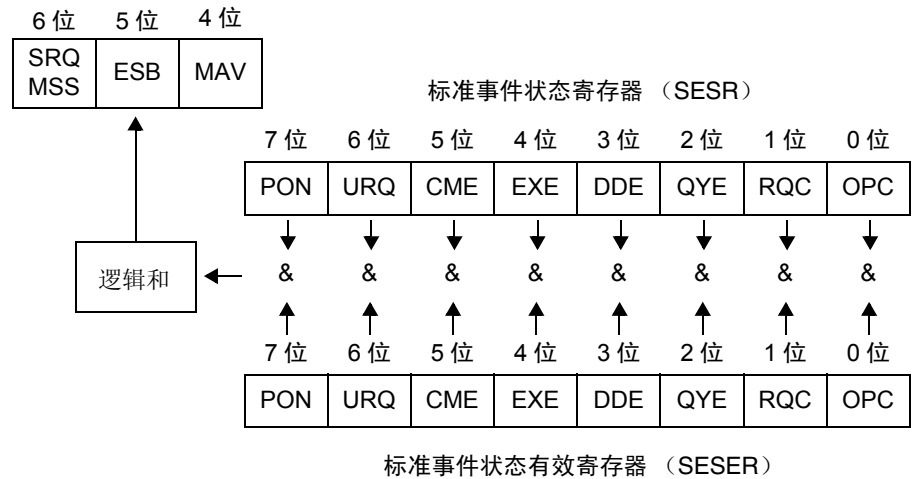 6 位 5 位 4 位
SRQ MSS ESB MAV
标准事件状态寄存器 （SESR）
7 位 6 位 5 位 4 位 3 位 2 位 1 位 0 位
PON URQ CME EXE DDE QYE RQC OPC
逻辑和 & & & & & & & &
7 位 6 位 5 位 4 位 3 位 2 位 1 位 0 位
PON URQ CME EXE DDE QYE RQC OPC
标准事件状态有效寄存器 （SESER）